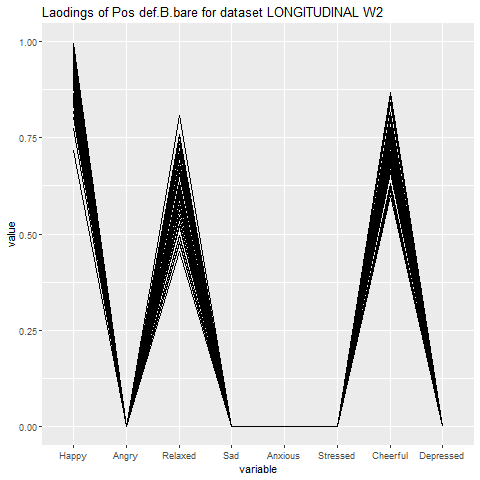 Laodings of Pos def.B.bare for dataset LONGITUDINAL W2
1.00
0.75
0.50
0.25
0.00
value
Happy Angry Relaxed Sad Anxious Stressed Cheerful Depressed
variable